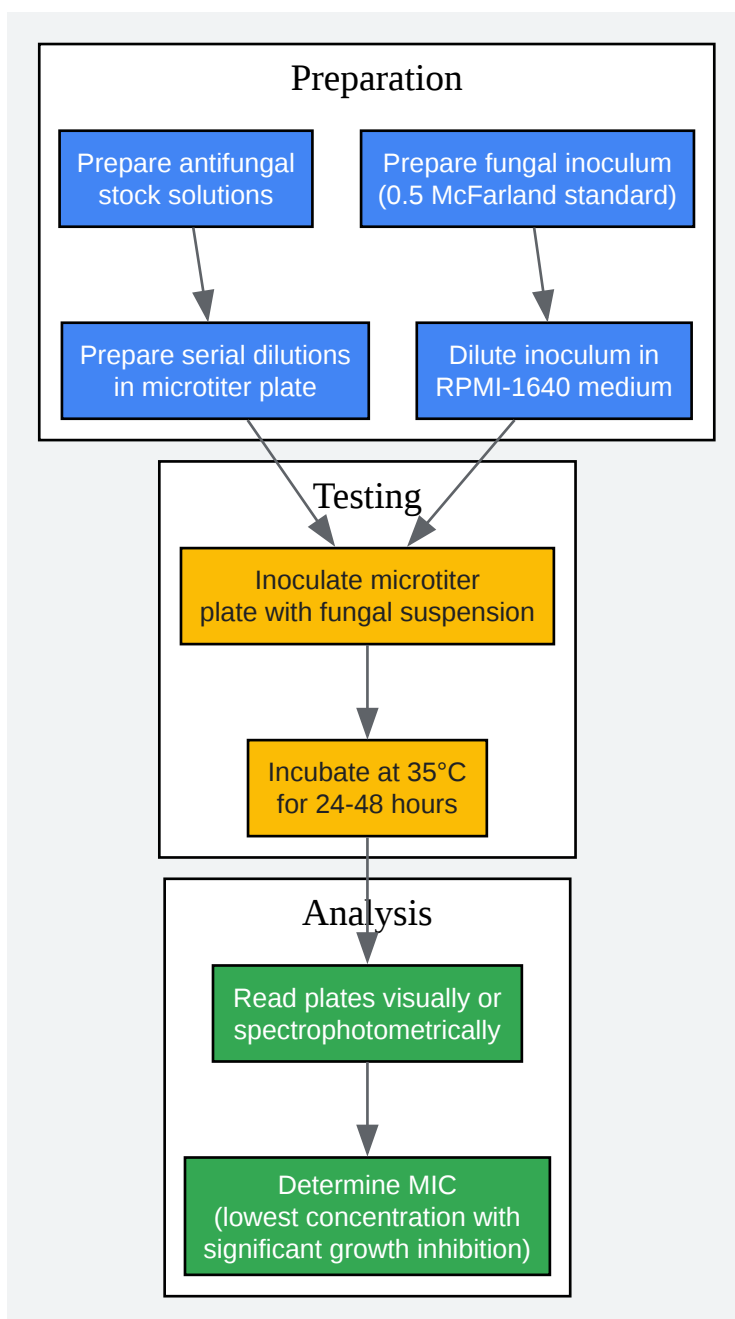 Preparation
Prepare antifungal
stock solutions
Prepare fungal inoculum
(0.5 McFarland standard)
Prepare serial dilutions
in microtiter plate
Dilute inoculum in
RPMI-1640 medium
Testing
Inoculate microtiter
plate with fungal suspension
Incubate at 35°C
for 24-48 hours
Analysis
Read plates visually or
spectrophotometrically
Determine MIC
(lowest concentration with
significant growth inhibition)